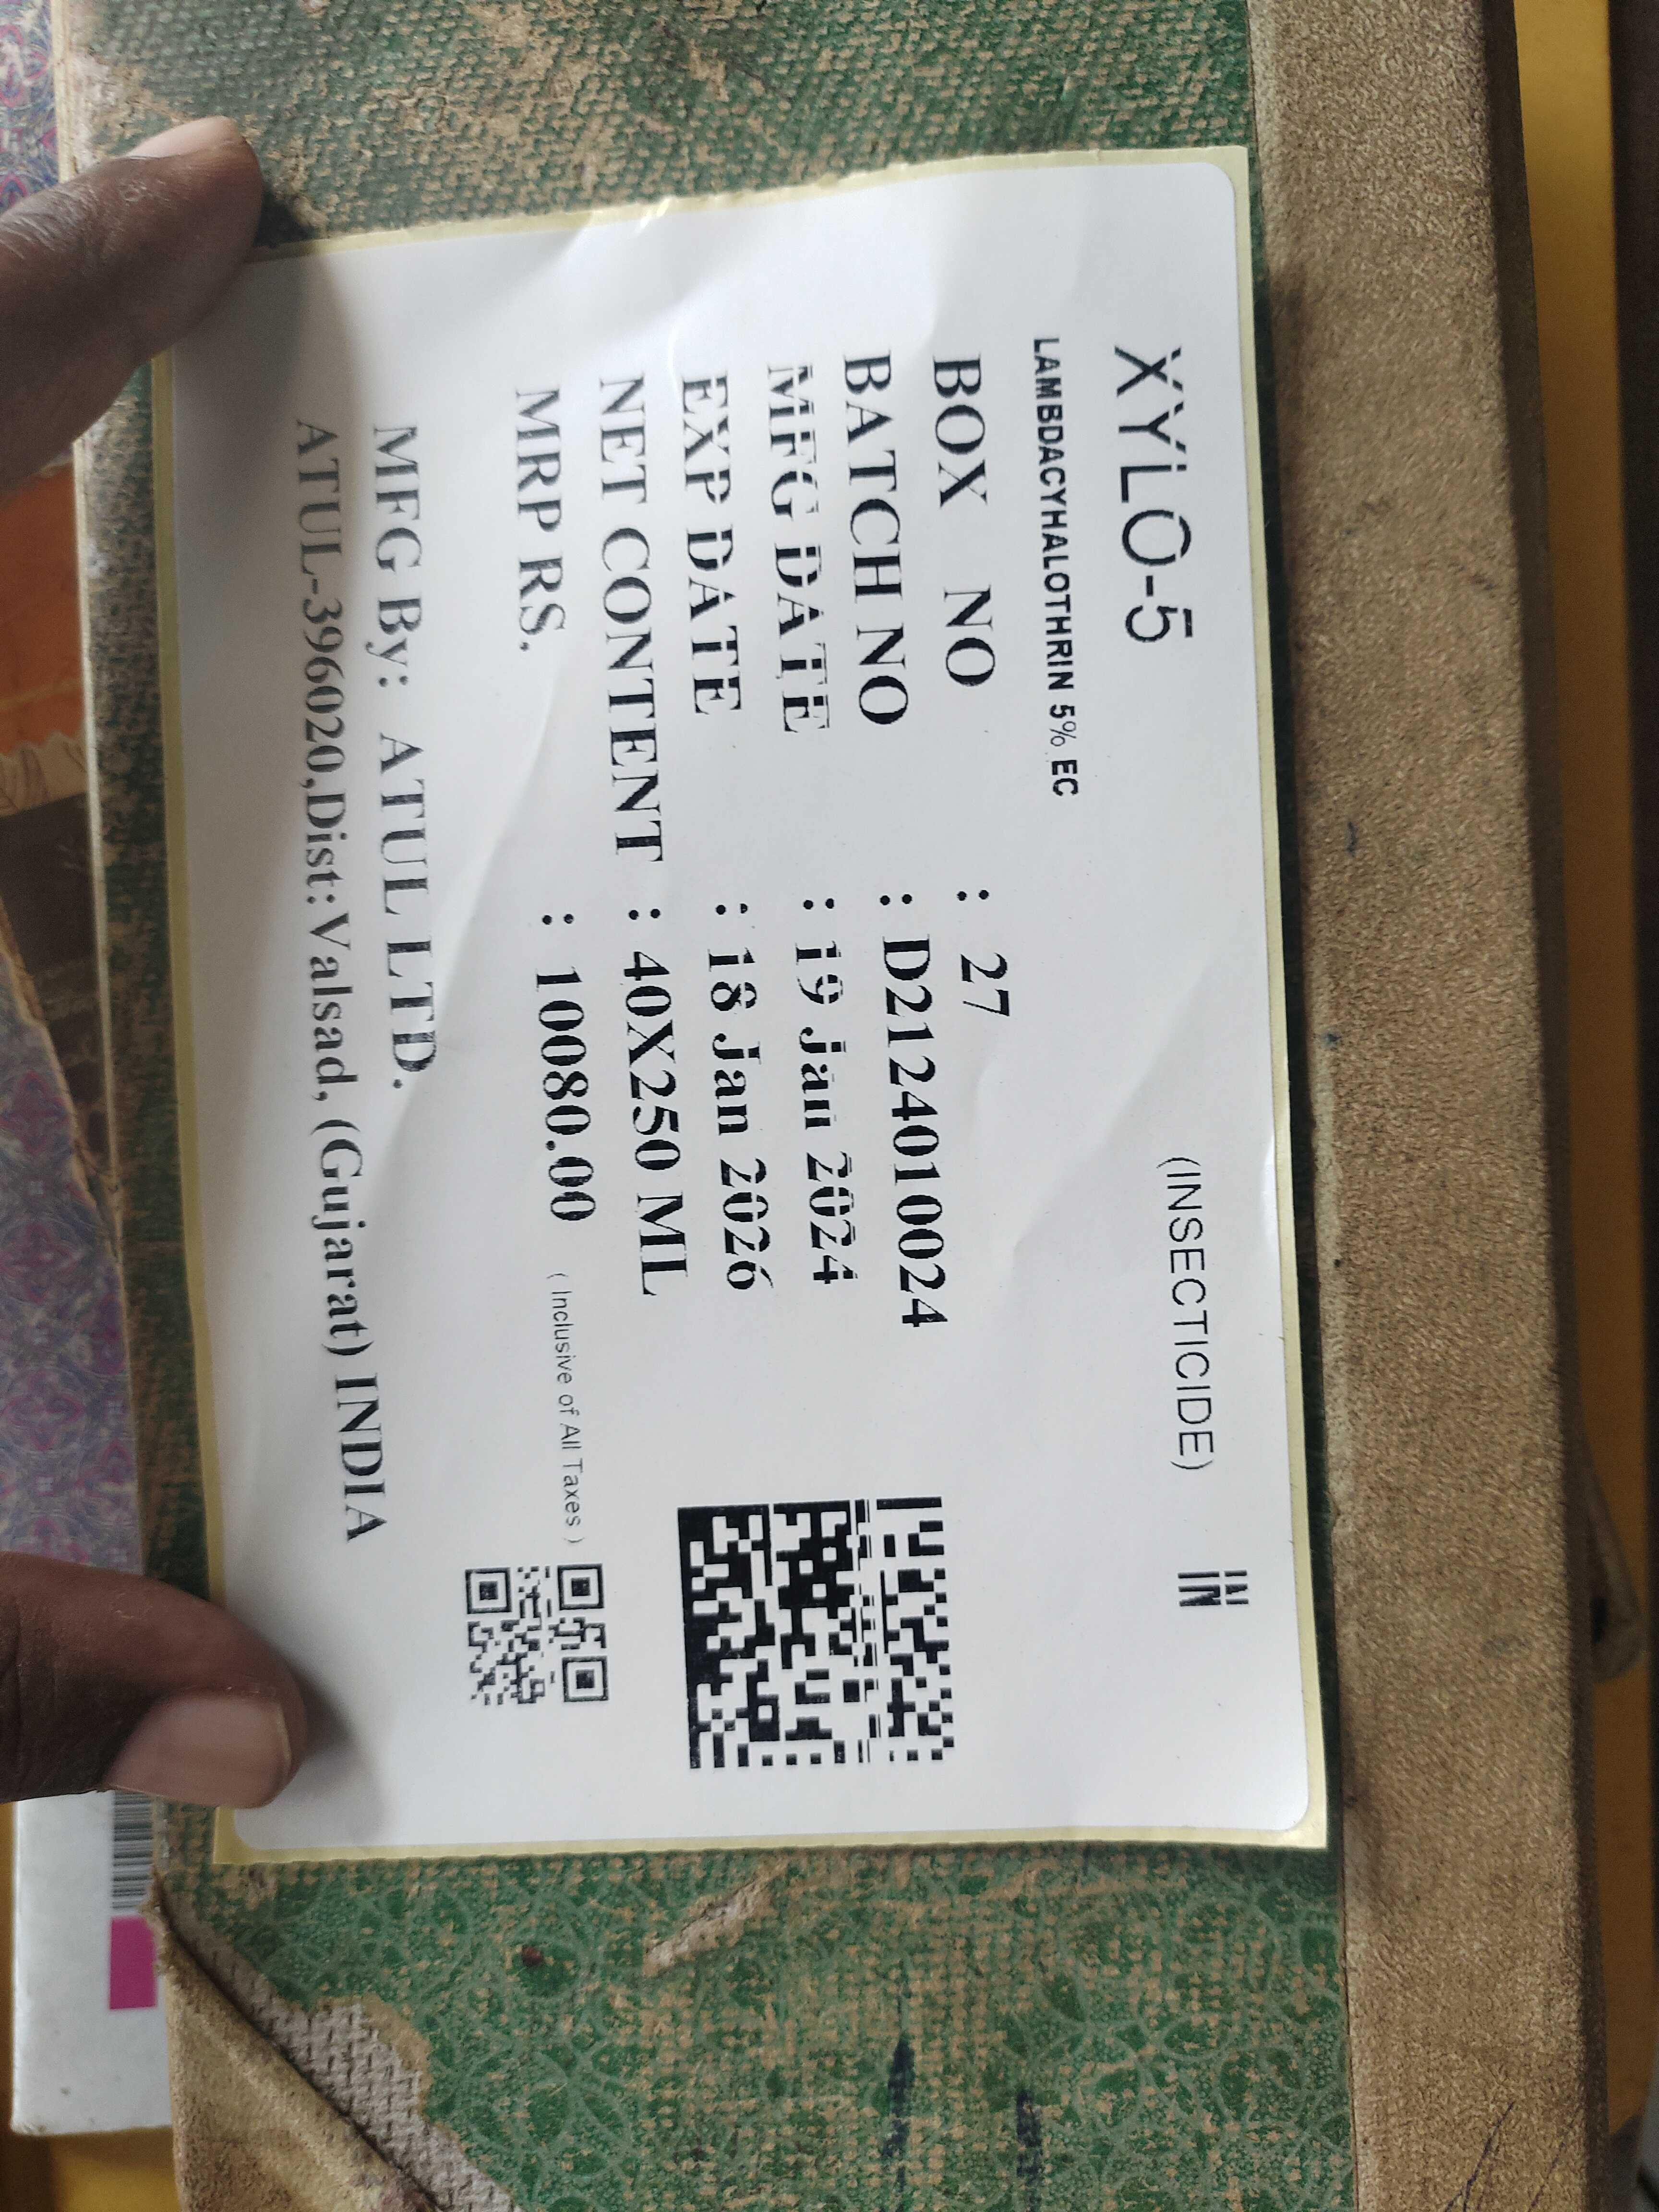 XYLO-5 (INSECTICIDE) IN
LAMBDACYHALOTHRIN 5% EC
BOX NO : 27
BATCH NO : D2124010024
MFG DATE : 19 Jan 2024
EXP DATE : 18 Jan 2026
NET CONTENT : 40X250 ML
MRP RS. : 10080.00 ( Inclusive of All Taxes )
MFG By: ATUL LTD.
ATUL-396020,Dist:Valsad, (Gujarat) INDIA